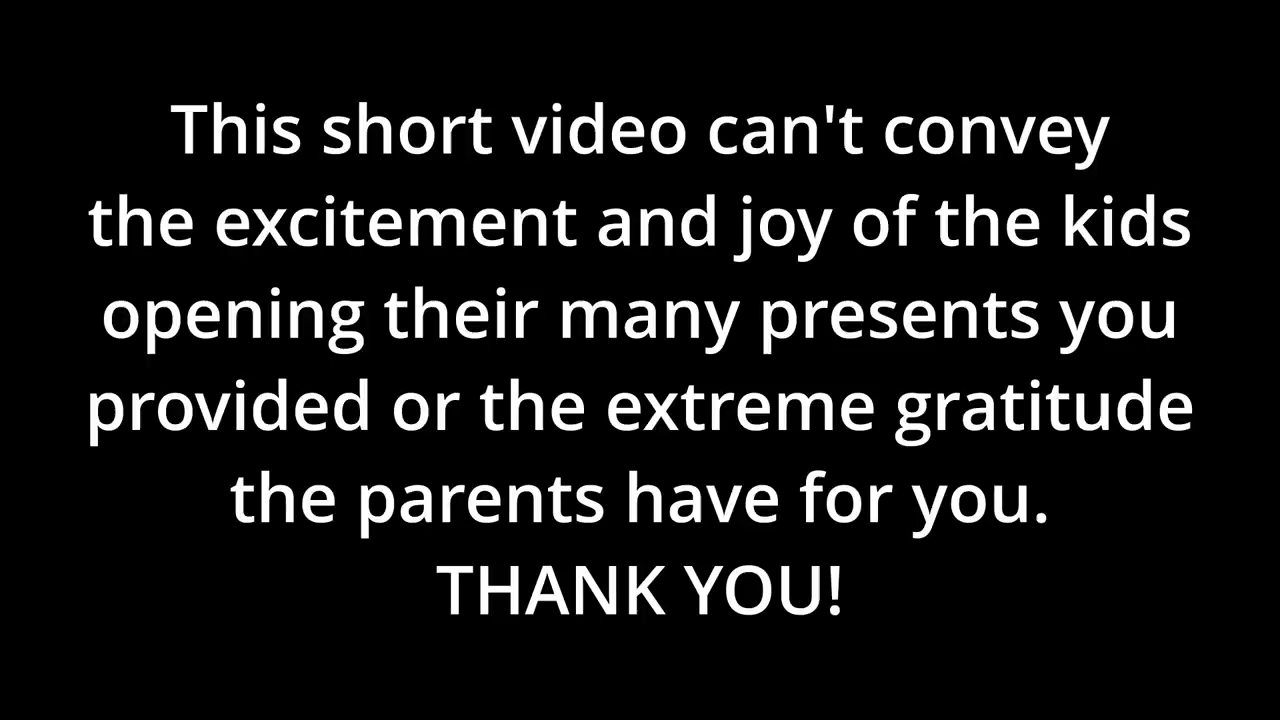 This short video can't convey
the excitement and joy of the kids
opening their many presents you
provided or the extreme gratitude
the parents have for you.
THANK YOU!